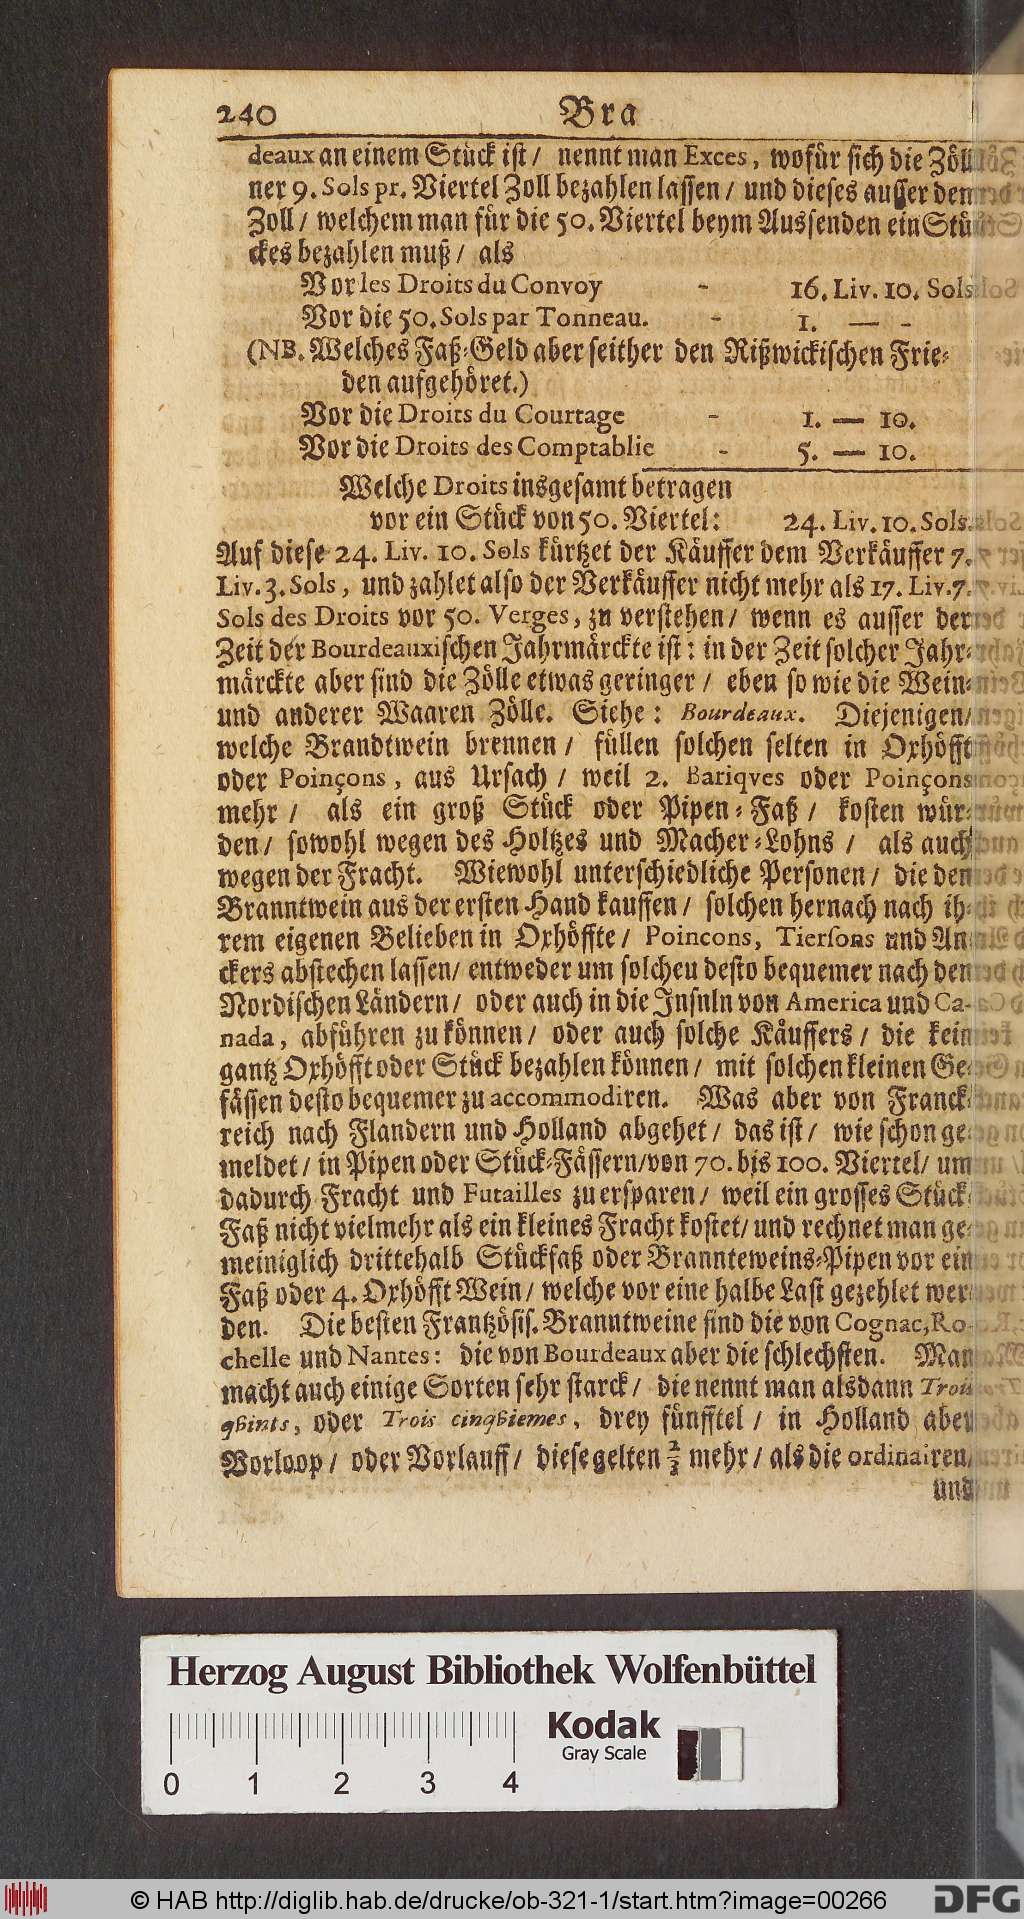 240 Bra
deaux an einem Stück ist / nennt man Exces, wofür sich die Zöll
ner 9. Sols pr. Viertel Zoll bezahlen lassen / und dieses ausser dem
Zoll / welchem man für die 50. Viertel beym Aussenden ein Stü
ckes bezahlen muß / als
Vor les Droits du Convoy - 16. Liv. 10. Sols
Vor die 50. Sols par Tonneau. - 1. — -
(NB. Welches Faß-Geld aber seither den Rißwickischen Frie-
den aufgehöret.)
Vor die Droits du Courtage - 1. — 10.
Vor die Droits des Comptablie - 5. — 10.
Welche Droits insgesamt betragen
vor ein Stück von 50. Viertel: 24. Liv. 10. Sols.
Auf diese 24. Liv. 10. Sols kürtzet der Käuffer dem Verkäuffer 7.
Liv. 3. Sols, und zahlet also der Verkäuffer nicht mehr als 17. Liv. 7.
Sols des Droits vor 50. Verges, zu verstehen / wenn es ausser der
Zeit der Bourdeauxischen Jahrmärckte ist: in der Zeit solcher Jahr-
märckte aber sind die Zölle etwas geringer / eben so wie die Wein-
und anderer Waaren Zölle. Siehe: Bourdeaux. Diejenigen /
welche Brandtwein brennen / füllen solchen selten in Oxhöfft
oder Poinçons, aus Ursach / weil 2. Bariqves oder Poinçons
mehr / als ein groß Stück oder Pipen-Faß / kosten wür-
den / sowohl wegen des Holtzes und Macher-Lohns / als auch
wegen der Fracht. Wiewohl unterschiedliche Personen / die den
Branntwein aus der ersten Hand kauffen / solchen hernach nach ih-
rem eigenen Belieben in Oxhöffte / Poincons, Tiersons und An-
ckers abstechen lassen / entweder um solcheu desto bequemer nach den
Nordischen Ländern / oder auch in die Insuln von America und Ca-
nada, abführen zu können / oder auch solche Käuffers / die kein
gantz Oxhöfft oder Stück bezahlen können / mit solchen kleinen Ge-
fässen desto bequemer zu accommodiren. Was aber von Franck-
reich nach Flandern und Holland abgehet / das ist / wie schon ge-
meldet / in Pipen oder Stück-Fässern / von 70. bis 100. Viertel / um
dadurch Fracht und Futailles zu ersparen / weil ein grosses Stück-
Faß nicht vielmehr als ein kleines Fracht kostet / und rechnet man ge-
meiniglich drittehalb Stückfaß oder Brannteweins-Pipen vor ein
Faß oder 4. Oxhöfft Wein / welche vor eine halbe Last gezehlet wer-
den. Die besten Frantzösis. Branntweine sind die von Cognac, Ro-
chelle und Nantes: die von Bourdeaux aber die schlechsten. Man
macht auch einige Sorten sehr starck / die nennt man alsdann Trois
qvints, oder Trois cinqviemes, drey fünfftel / in Holland aber
Vorloop / oder Vorlauff / diese gelten 2/3 mehr / als die ordinairen /
und
Herzog August Bibliothek Wolfenbüttel
Kodak
Gray Scale
0 1 2 3 4
© HAB http://diglib.hab.de/drucke/ob-321-1/start.htm?image=00266
DFG